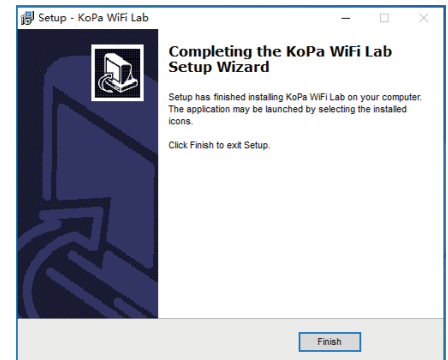 Setup - KoPa WiFi Lab
Completing the KoPa WiFi Lab
Setup Wizard
Setup has finished installing KoPa WiFi Lab on your computer.
The application may be launched by selecting the installed
icons.
Click Finish to exit Setup.
Finish